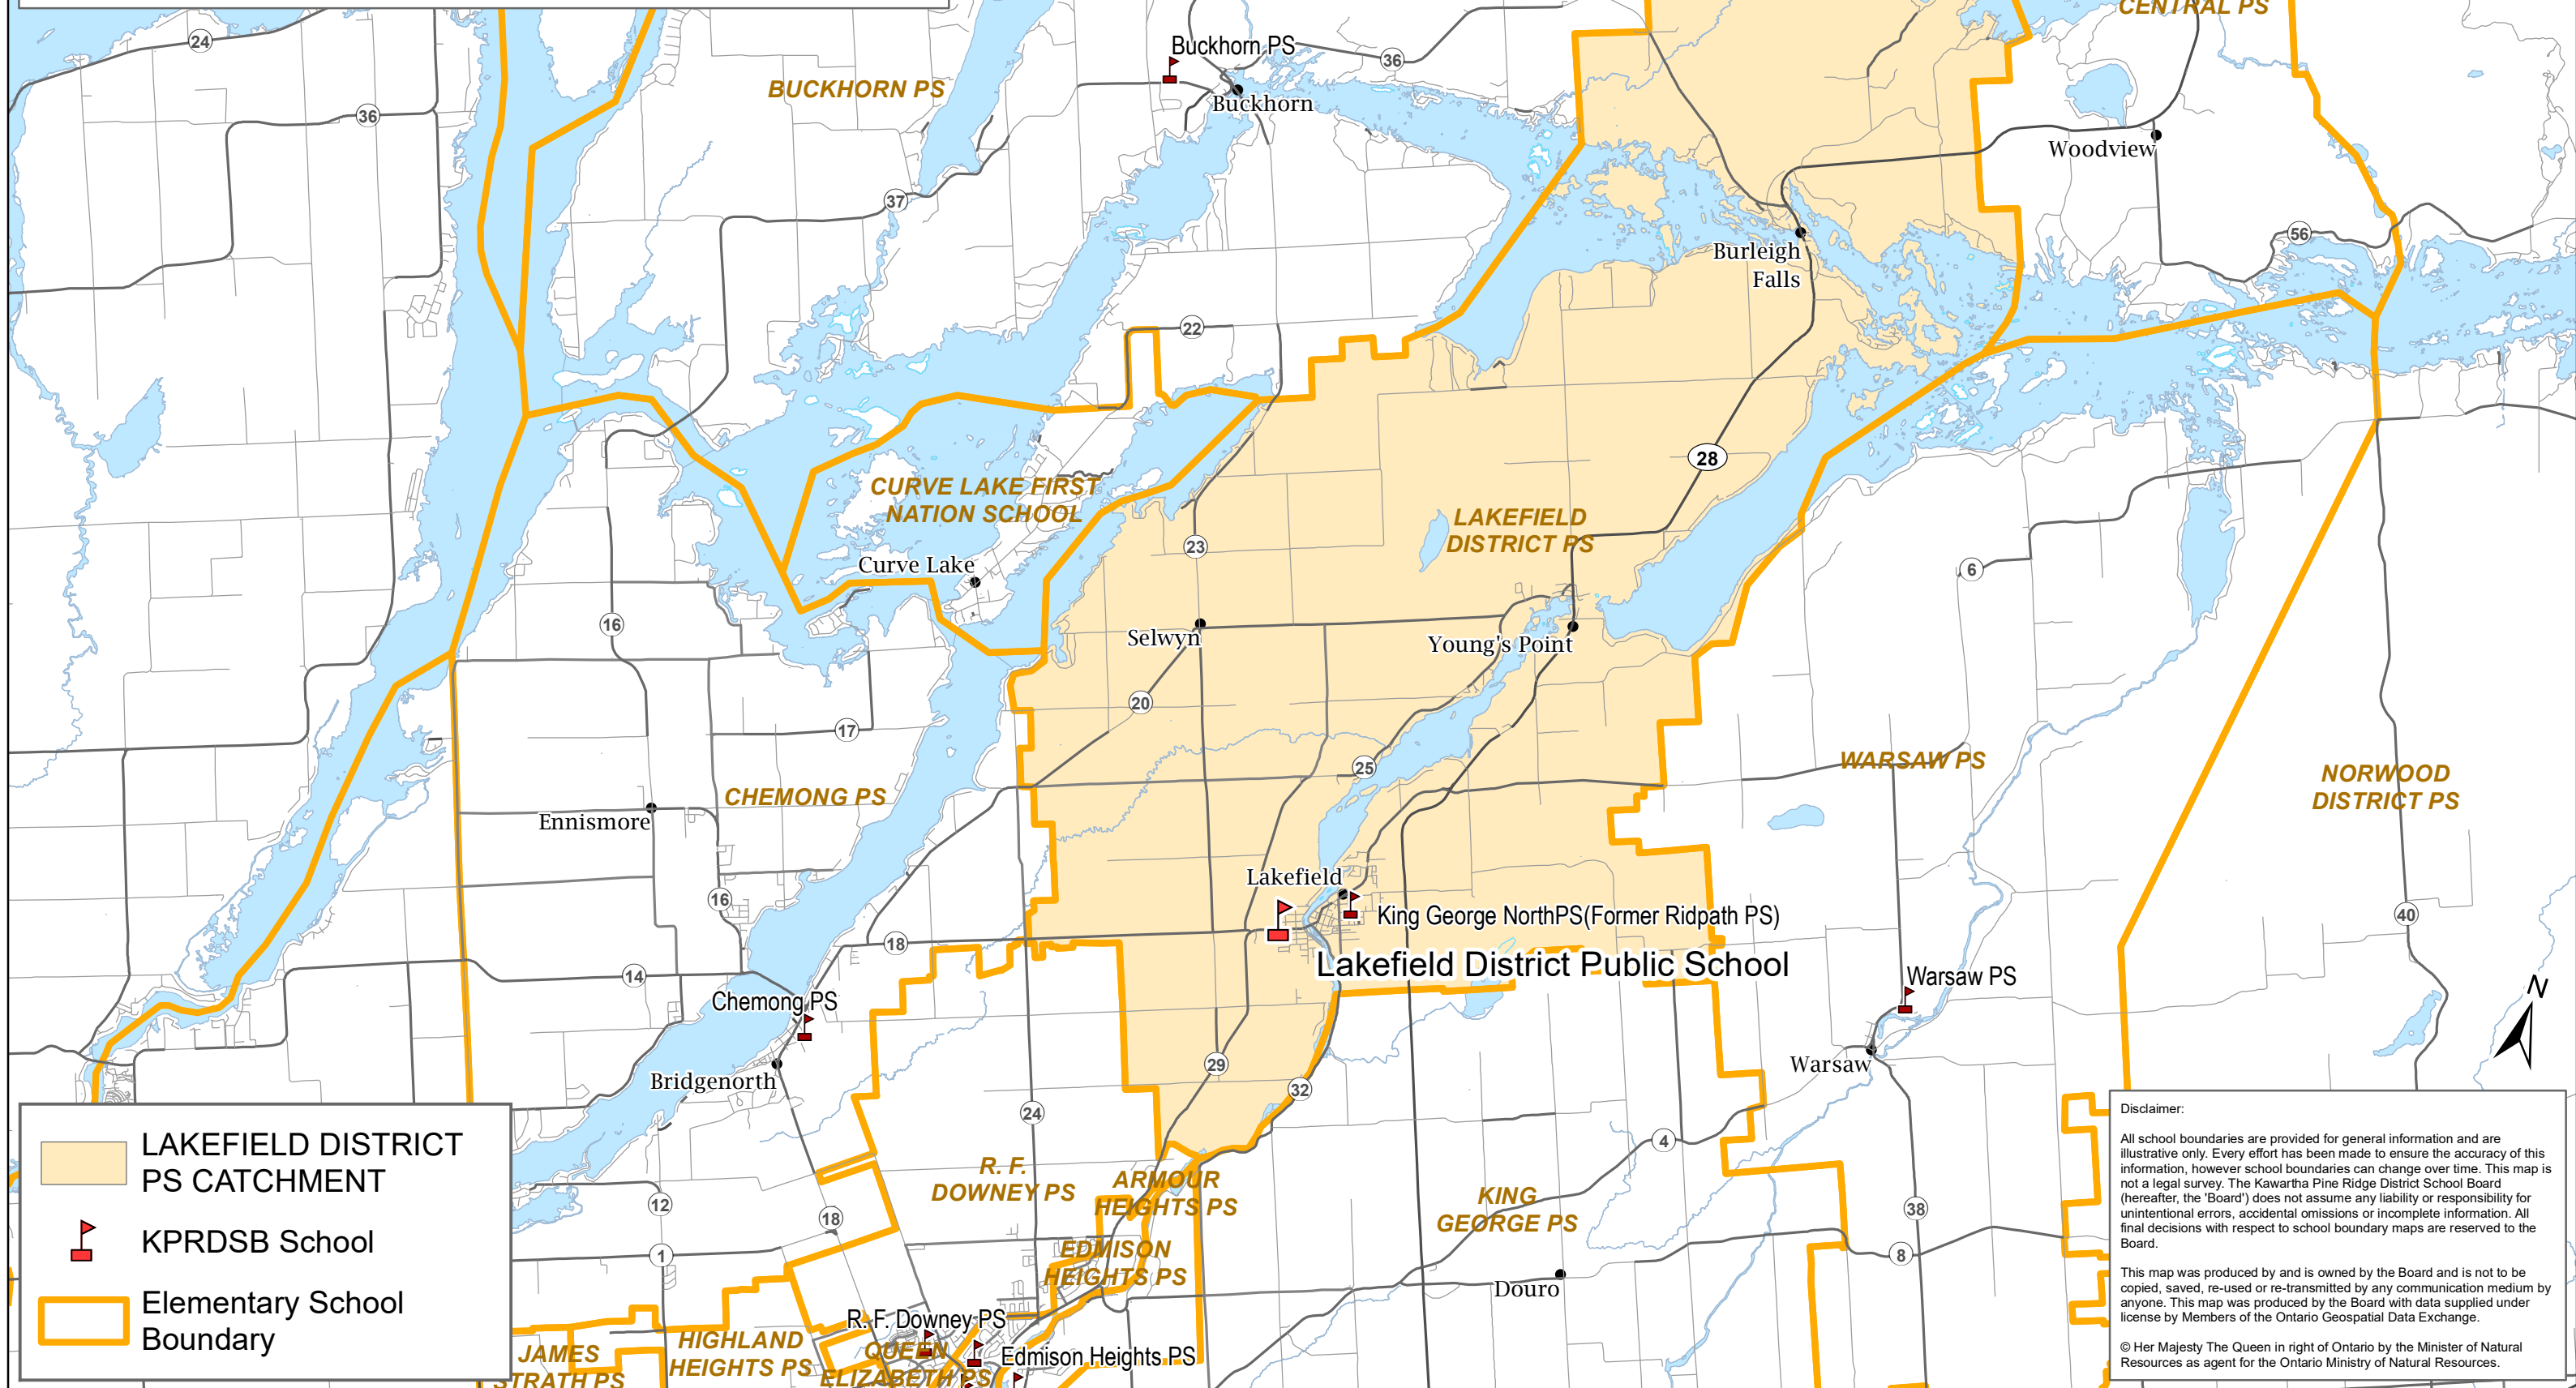 CENTRAL PS
24
Buckhorn PS
36
BUCKHORN PS
Buckhorn
36
Woodview
37
56
Burleigh
Falls
22
28
CURVE LAKE FIRST
NATION SCHOOL
LAKEFIELD
DISTRICT PS
23
Curve Lake
6
16
Selwyn
Young's Point
20
17
25
WARSAW PS
NORWOOD
DISTRICT PS
CHEMONG PS
Ennismore
Lakefield
16
King George NorthPS(Former Ridpath PS)
40
18
Lakefield District Public School
14
Warsaw PS
N
Chemong PS
29
Warsaw
Bridgenorth
32
24
4
R. F.
DOWNEY PS
ARMOUR
HEIGHTS PS
KING
GEORGE PS
12
18
38
1
EDMISON
HEIGHTS PS
8
Douro
R. F. Downey PS
HIGHLAND
HEIGHTS PS
QUEEN
ELIZABETH PS
Edmison Heights PS
JAMES
STRATH PS
LAKEFIELD DISTRICT
PS CATCHMENT
KPRDSB School
Elementary School
Boundary
Disclaimer:
All school boundaries are provided for general information and are
illustrative only. Every effort has been made to ensure the accuracy of this
information, however school boundaries can change over time. This map is
not a legal survey. The Kawartha Pine Ridge District School Board
(hereafter, the 'Board') does not assume any liability or responsibility for
unintentional errors, accidental omissions or incomplete information. All
final decisions with respect to school boundary maps are reserved to the
Board.
This map was produced by and is owned by the Board and is not to be
copied, saved, re-used or re-transmitted by any communication medium by
anyone. This map was produced by the Board with data supplied under
license by Members of the Ontario Geospatial Data Exchange.
© Her Majesty The Queen in right of Ontario by the Minister of Natural
Resources as agent for the Ontario Ministry of Natural Resources.